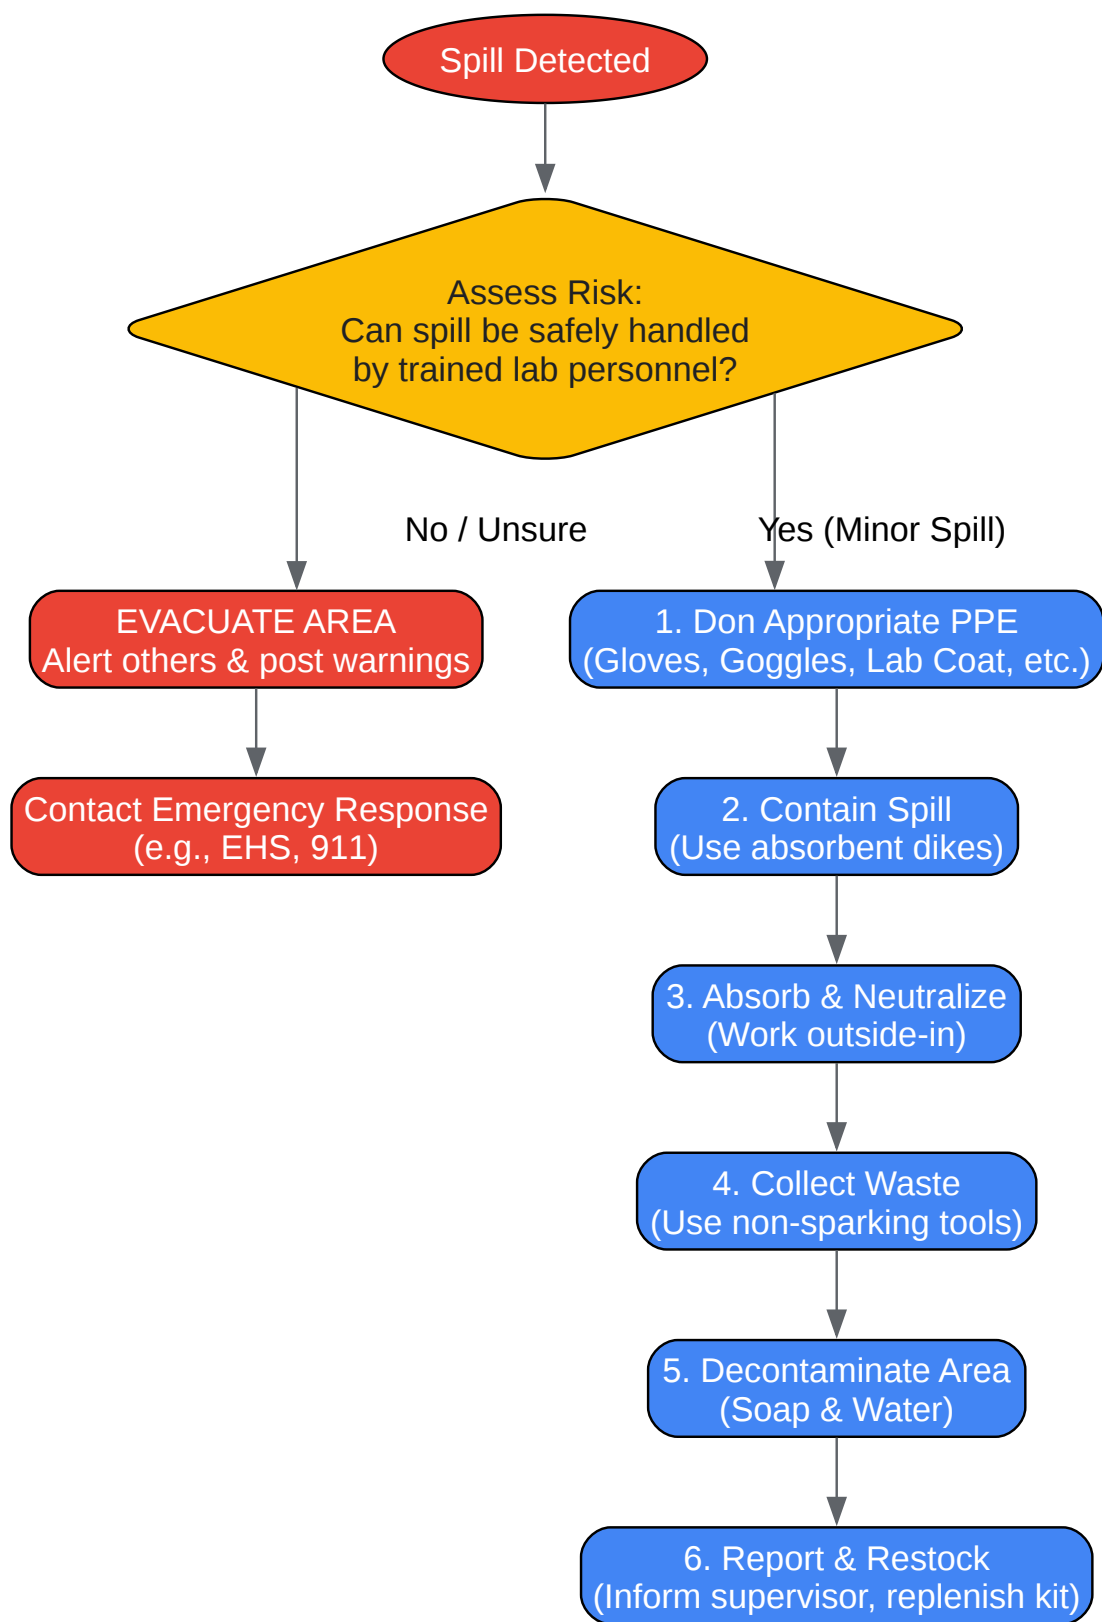 Spill Detected
Assess Risk:
Can spill be safely handled
by trained lab personnel?
No / Unsure
Yes (Minor Spill)
EVACUATE AREA
Alert others & post warnings
Contact Emergency Response
(e.g., EHS, 911)
1. Don Appropriate PPE
(Gloves, Goggles, Lab Coat, etc.)
2. Contain Spill
(Use absorbent dikes)
3. Absorb & Neutralize
(Work outside-in)
4. Collect Waste
(Use non-sparking tools)
5. Decontaminate Area
(Soap & Water)
6. Report & Restock
(Inform supervisor, replenish kit)